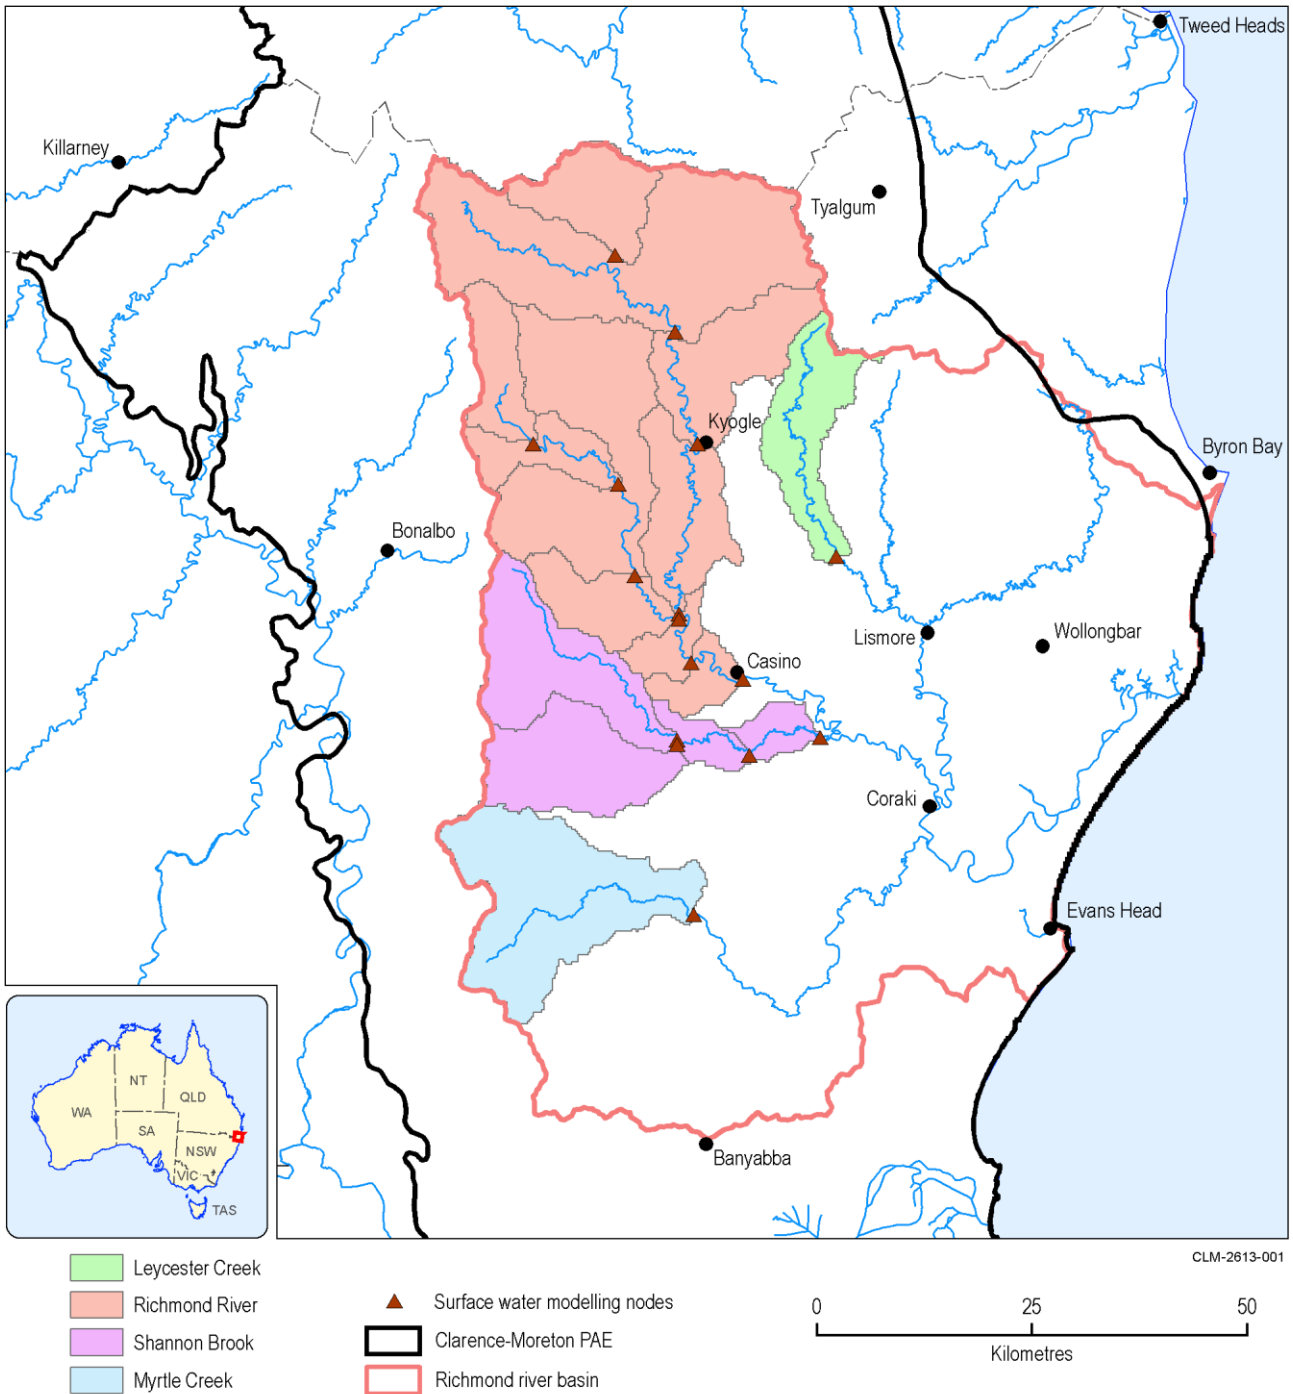 Tweed Heads
Killarney
Tyalgum
Kyogle
Byron Bay
Bonalbo
Lismore
Wollongbar
Casino
Coraki
Evans Head
Banyabba
NT
WA
QLD
SA
NSW
VIC
TAS
CLM-2613-001
Leycester Creek
Richmond River
Shannon Brook
Myrtle Creek
Surface water modelling nodes
Clarence-Moreton PAE
Richmond river basin
0 25 50
Kilometres